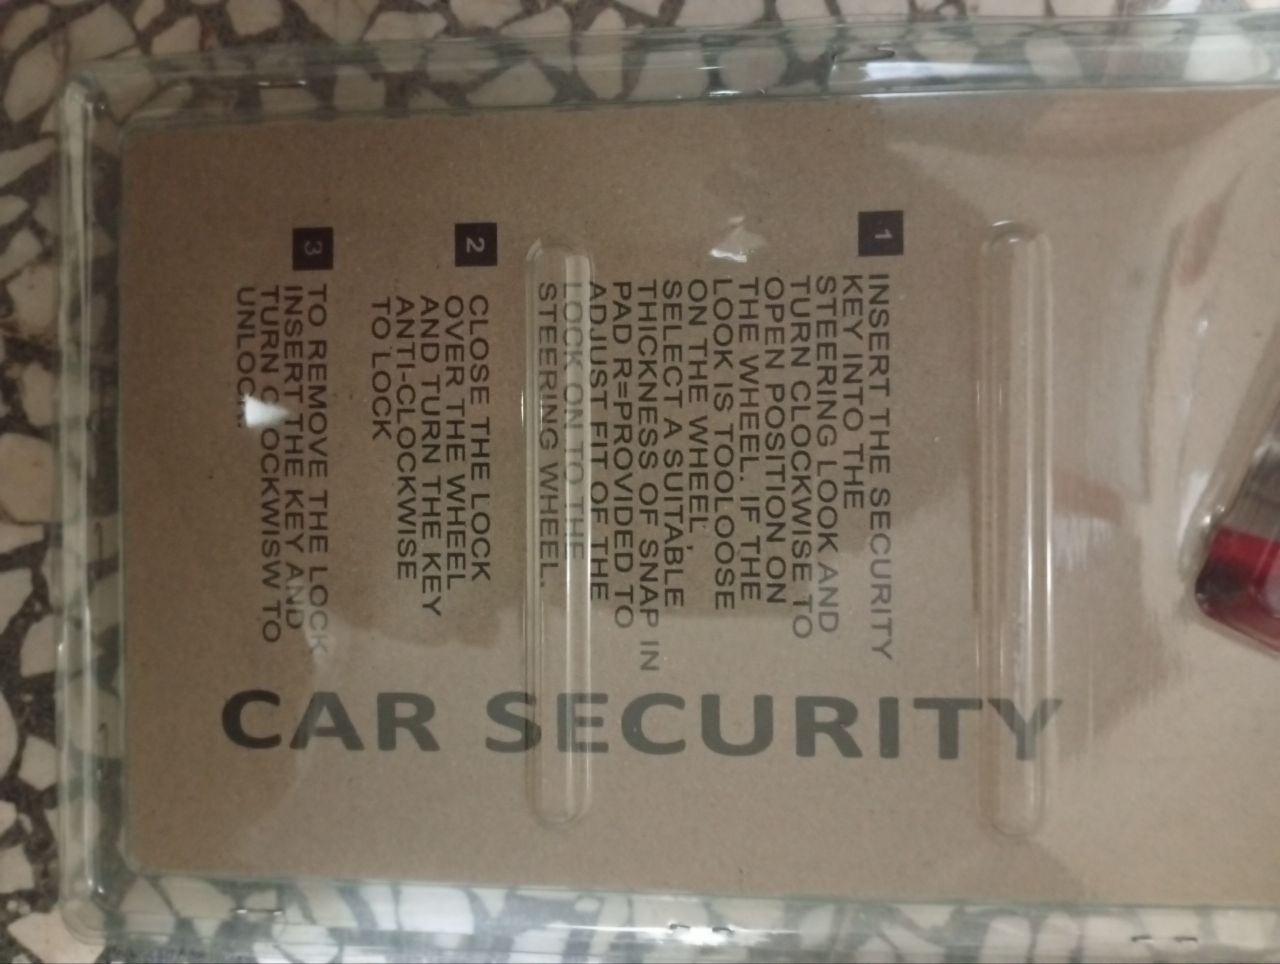 1
INSERT THE SECURITY
KEY INTO THE
STEERING LOOK AND
TURN CLOCKWISE TO
OPEN POSITION ON
THE WHEEL. IF THE
LOOK IS TOOLOOSE
ON THE WHEEL,
SELECT A SUITABLE
THICKNESS OF SNAP IN
PAD R=PROVIDED TO
ADJUST FIT OF THE
LOCK ON TO THE
STEERING WHEEL.
2
CLOSE THE LOCK
OVER THE WHEEL
AND TURN THE KEY
ANTI-CLOCKWISE
TO LOCK
3
TO REMOVE THE LOCK
INSERT THE KEY AND
TURN CLOCKWISW TO
UNLOCK.
CAR SECURITY